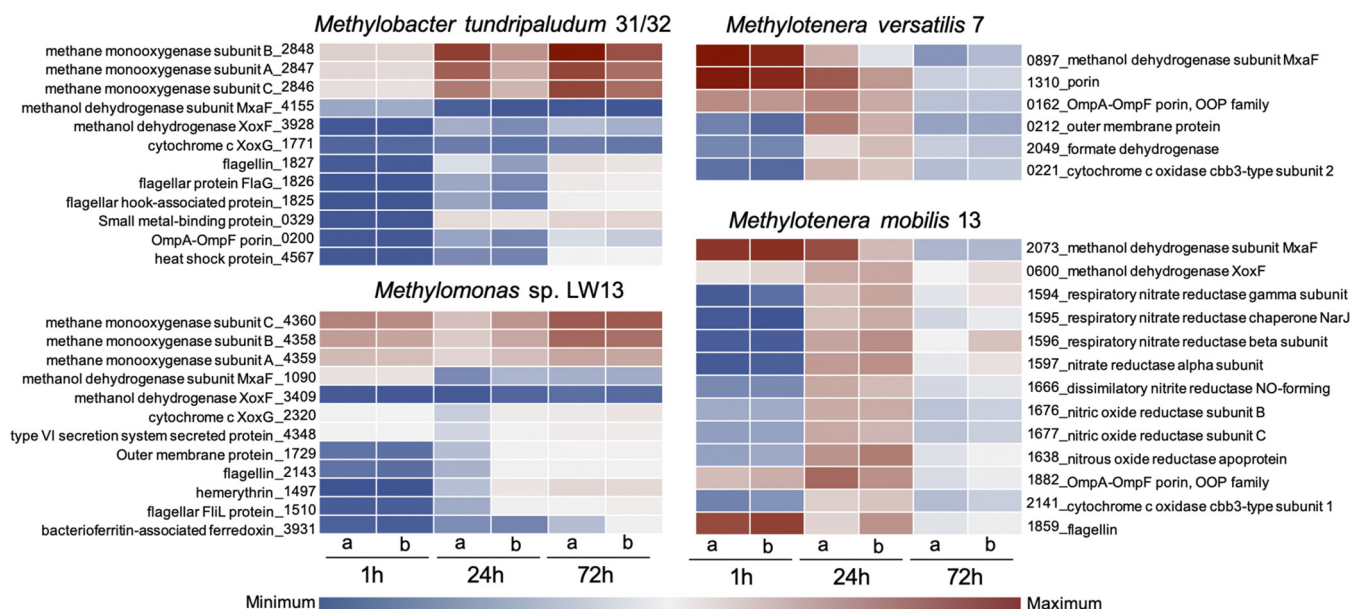 Methylobacter tundripaludum 31/32
methane monooxygenase subunit B_2848
methane monooxygenase subunit A_2847
methane monooxygenase subunit C_2846
methanol dehydrogenase subunit MxaF_4155
methanol dehydrogenase XoxF_3928
cytochrome c XoxG_1771
flagellin_1827
flagellar protein FlaG_1826
flagellar hook-associated protein_1825
Small metal-binding protein_0329
OmpA-OmpF porin_0200
heat shock protein_4567
Methylomonas sp. LW13
methane monooxygenase subunit C_4360
methane monooxygenase subunit B_4358
methane monooxygenase subunit A_4359
methanol dehydrogenase subunit MxaF_1090
methanol dehydrogenase XoxF_3409
cytochrome c XoxG_2320
type VI secretion system secreted protein_4348
Outer membrane protein_1729
flagellin_2143
hemerythrin_1497
flagellar FliL protein_1510
bacterioferritin-associated ferredoxin_3931
a b a b a b
1h 24h 72h
Methylotenera versatilis 7
0897_methanol dehydrogenase subunit MxaF
1310_porin
0162_OmpA-OmpF porin, OOP family
0212_outer membrane protein
2049_formate dehydrogenase
0221_cytochrome c oxidase cbb3-type subunit 2
Methylotenera mobilis 13
2073_methanol dehydrogenase subunit MxaF
0600_methanol dehydrogenase XoxF
1594_respiratory nitrate reductase gamma subunit
1595_respiratory nitrate reductase chaperone NarJ
1596_respiratory nitrate reductase beta subunit
1597_nitrate reductase alpha subunit
1666_dissimilatory nitrite reductase NO-forming
1676_nitric oxide reductase subunit B
1677_nitric oxide reductase subunit C
1638_nitrous oxide reductase apoprotein
1882_OmpA-OmpF porin, OOP family
2141_cytochrome c oxidase cbb3-type subunit 1
1859_flagellin
a b a b a b
1h 24h 72h
Minimum Maximum